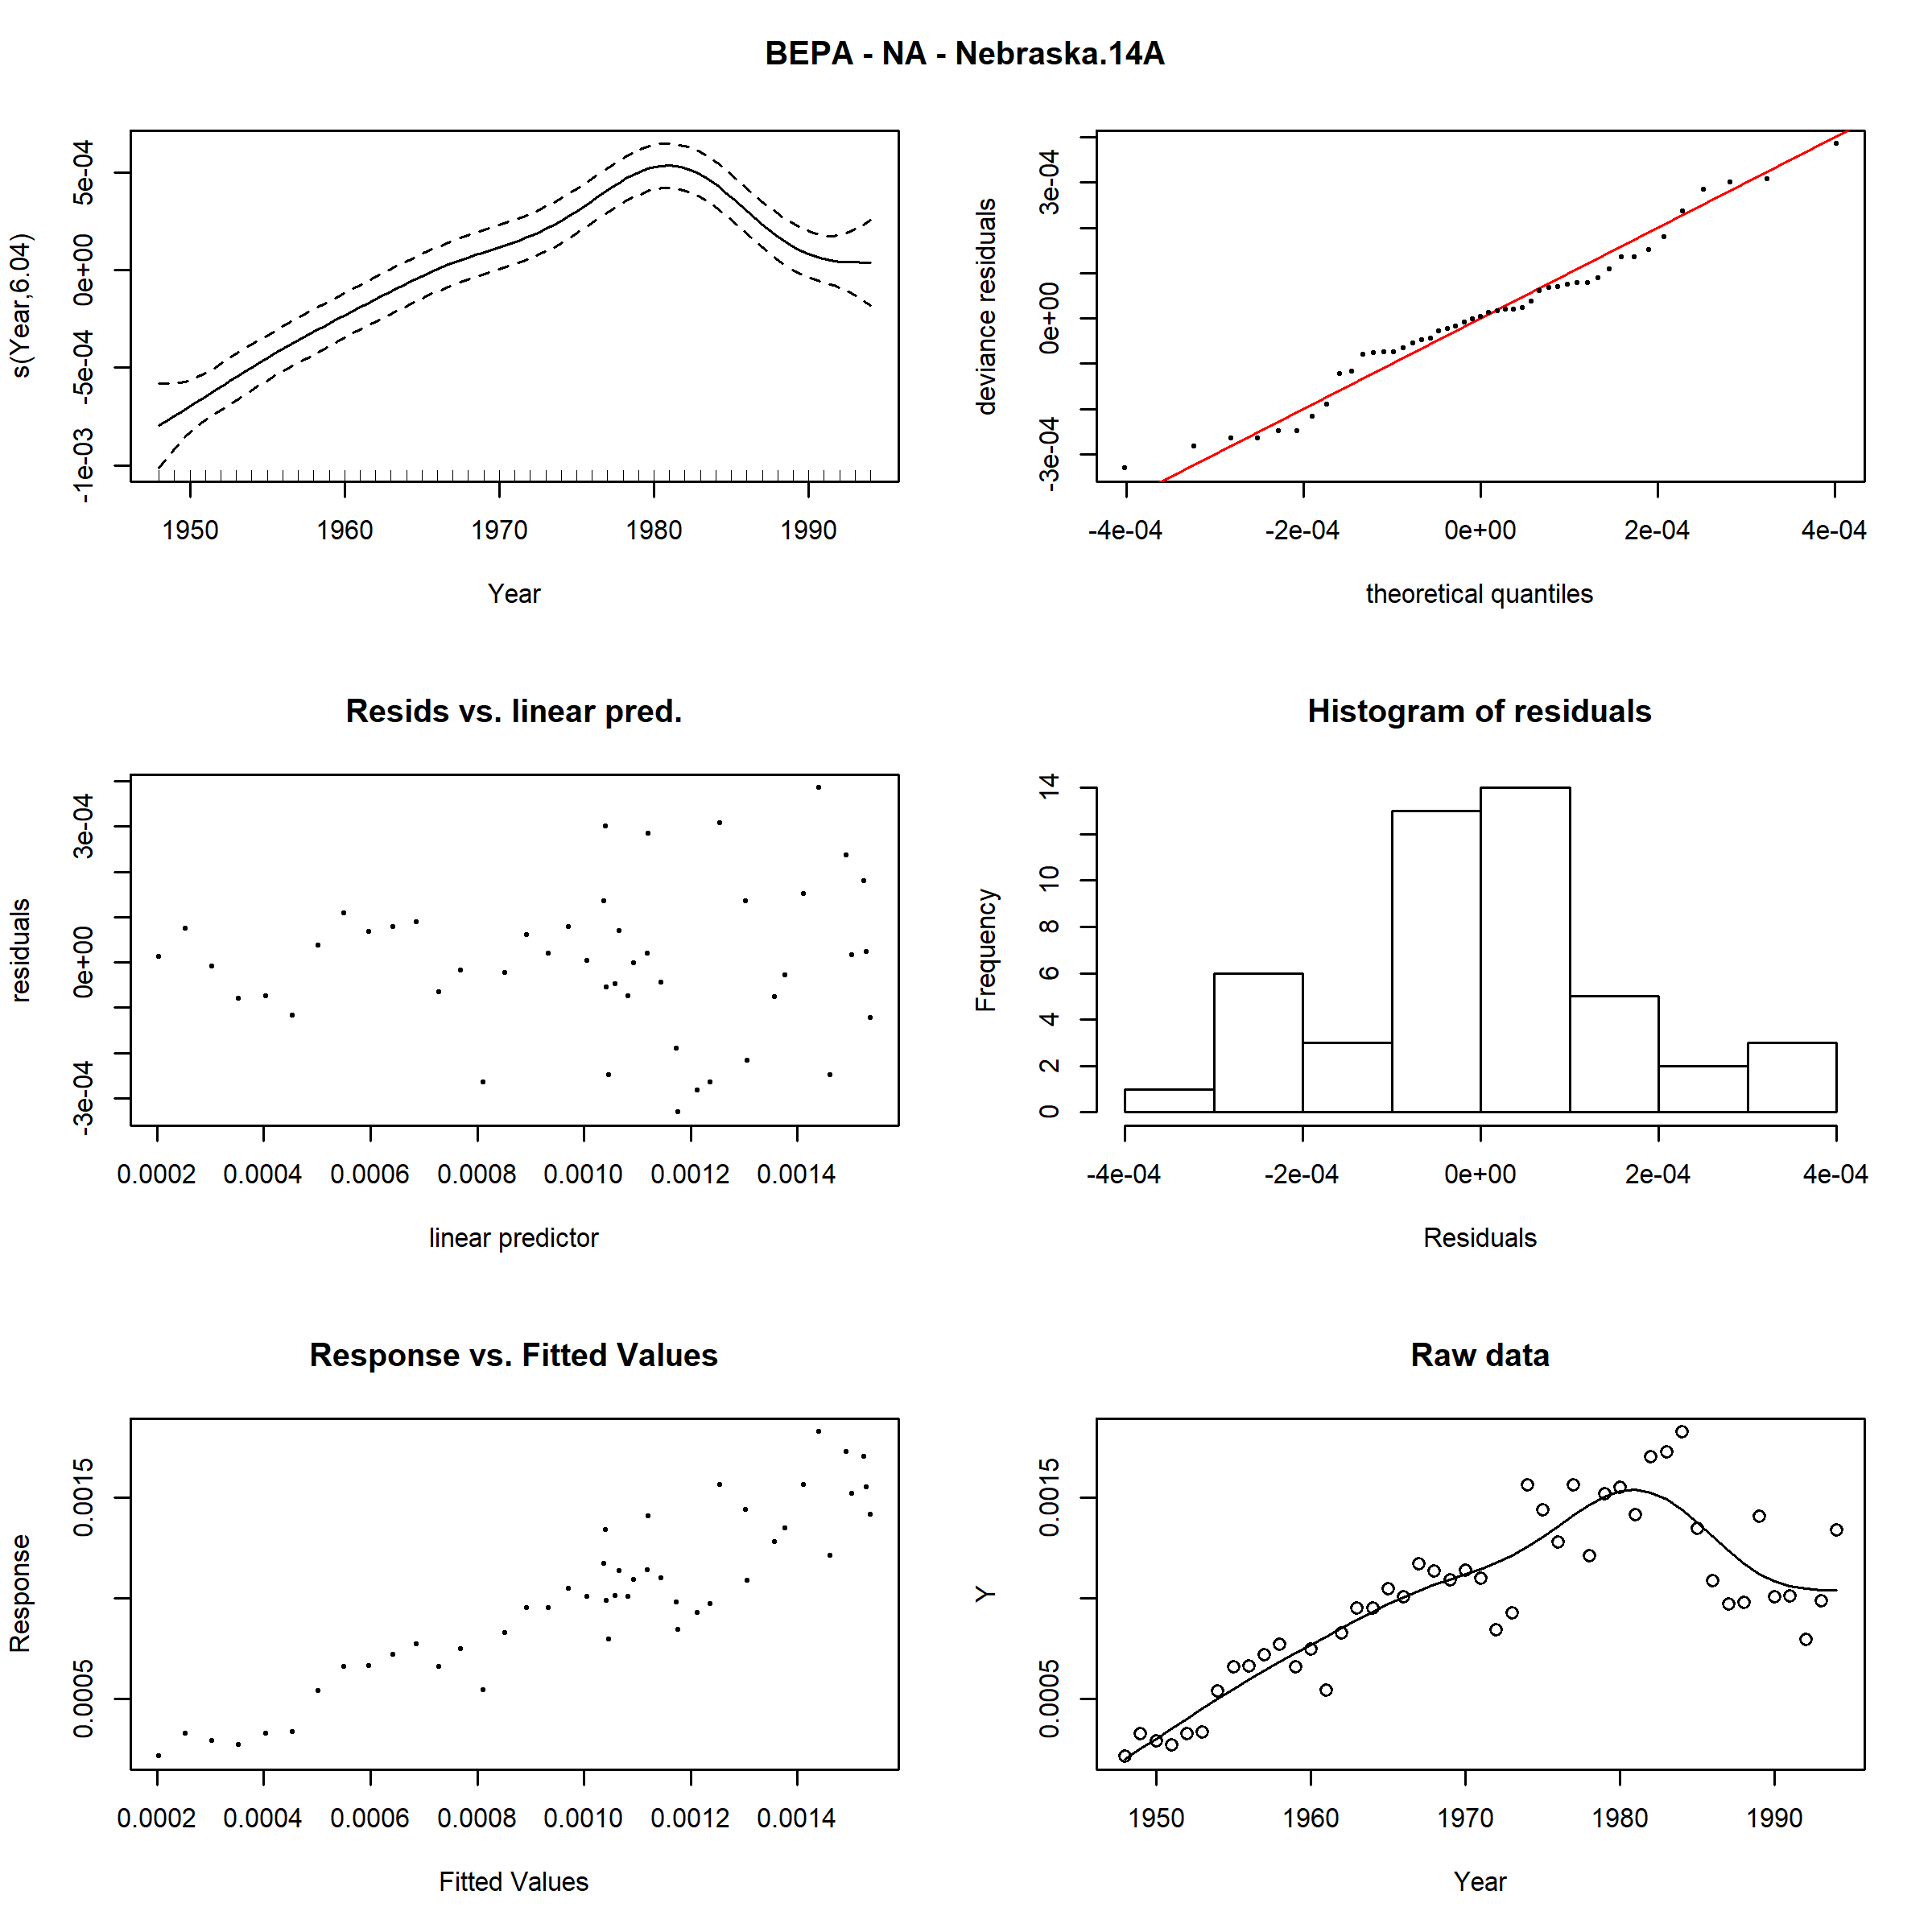 BEPA - NA - Nebraska.14A
s(Year,6.04)
-1e-03 -5e-04 0e+00 5e-04
1950 1960 1970 1980 1990
Year
deviance residuals
-3e-04 0e+00 3e-04
-4e-04 -2e-04 0e+00 2e-04 4e-04
theoretical quantiles
Resids vs. linear pred.
residuals
-3e-04 0e+00 3e-04
0.0002 0.0004 0.0006 0.0008 0.0010 0.0012 0.0014
linear predictor
Histogram of residuals
Frequency
0 2 4 6 8 10 14
-4e-04 -2e-04 0e+00 2e-04 4e-04
Residuals
Response vs. Fitted Values
Response
0.0005 0.0015
0.0002 0.0004 0.0006 0.0008 0.0010 0.0012 0.0014
Fitted Values
Raw data
Y
0.0005 0.0015
1950 1960 1970 1980 1990
Year